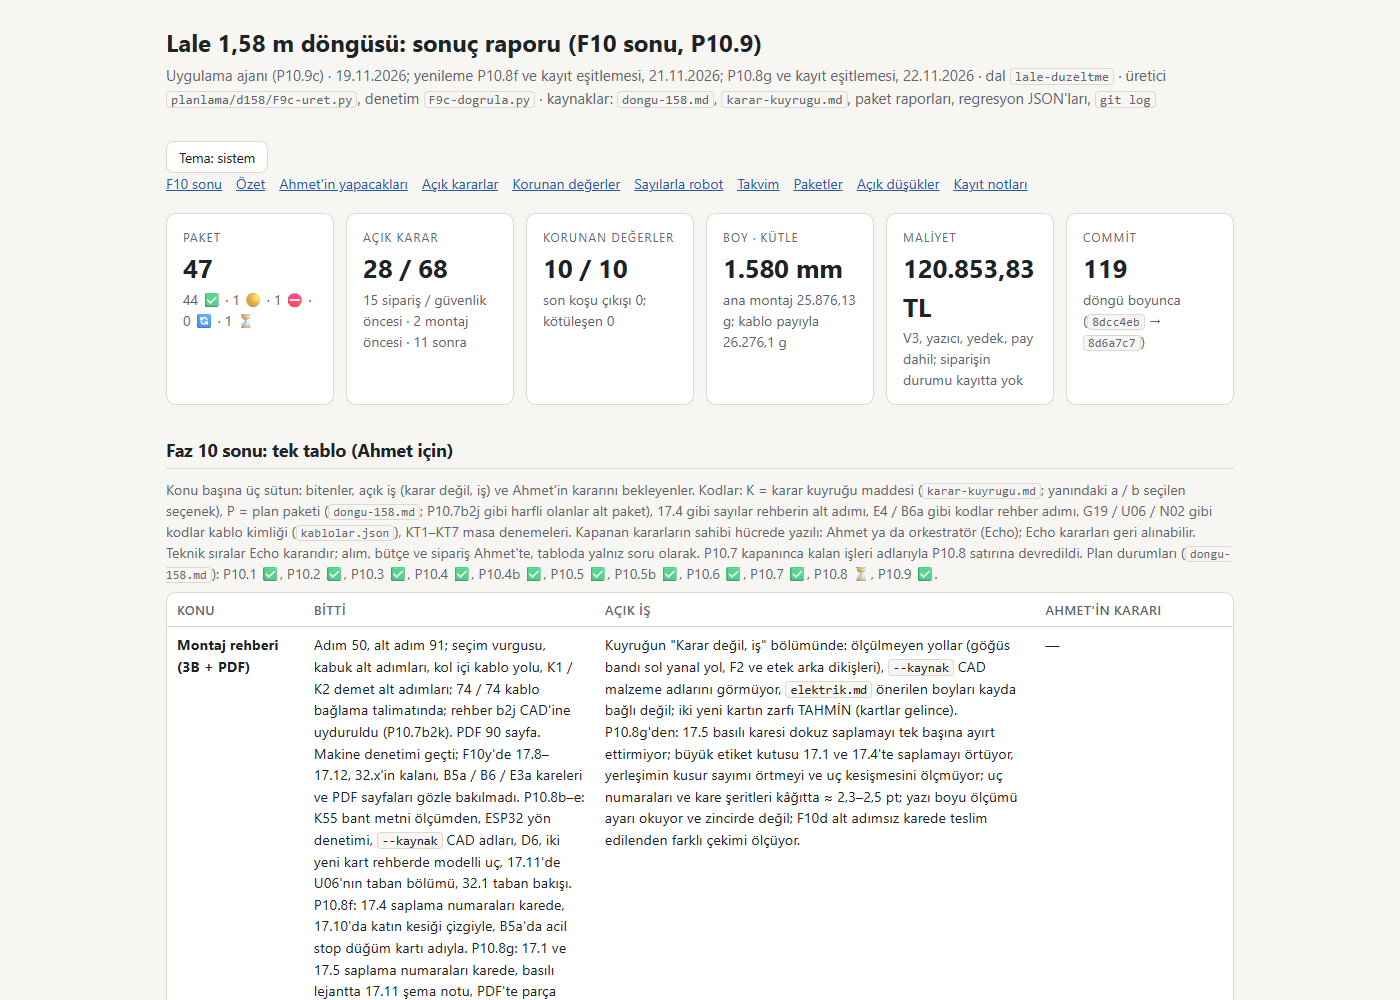 Lale 1,58 m döngüsü: sonuç raporu (F10 sonu, P10.9)
Uygulama ajanı (P10.9c) · 19.11.2026; yenileme P10.8f ve kayıt eşitlemesi, 21.11.2026; P10.8g ve kayıt eşitlemesi, 22.11.2026 · dal lale-duzeltme · üretici
planlama/d158/F9c-uret.py, denetim F9c-dogrula.py · kaynaklar: dongu-158.md, karar-kuyrugu.md, paket raporları, regresyon JSON'ları, git log
Tema: sistem
F10 sonu Özet Ahmet'in yapacakları Açık kararlar Korunan değerler Sayılarla robot Takvim Paketler Açık düşükler Kayıt notları
PAKET
47
44 ✅ · 1 🟡 · 1 ⛔ ·
0 🔄 · 1 ⏳
AÇIK KARAR
28 / 68
15 sipariş / güvenlik
öncesi · 2 montaj
öncesi · 11 sonra
KORUNAN DEĞERLER
10 / 10
son koşu çıkışı 0;
kötüleşen 0
BOY · KÜTLE
1.580 mm
ana montaj 25.876,13
g; kablo payıyla
26.276,1 g
MALİYET
120.853,83
TL
V3, yazıcı, yedek, pay
dahil; siparişin
durumu kayıtta yok
COMMİT
119
döngü boyunca
(8dcc4eb →
8d6a7c7)
Faz 10 sonu: tek tablo (Ahmet için)
Konu başına üç sütun: bitenler, açık iş (karar değil, iş) ve Ahmet'in kararını bekleyenler. Kodlar: K = karar kuyruğu maddesi (karar-kuyrugu.md; yanındaki a / b seçilen
seçenek), P = plan paketi (dongu-158.md; P10.7b2j gibi harfli olanlar alt paket), 17.4 gibi sayılar rehberin alt adımı, E4 / B6a gibi kodlar rehber adımı, G19 / U06 / N02 gibi
kodlar kablo kimliği (kablolar.json), KT1–KT7 masa denemeleri. Kapanan kararların sahibi hücrede yazılı: Ahmet ya da orkestratör (Echo); Echo kararları geri alınabilir.
Teknik sıralar Echo kararıdır; alım, bütçe ve sipariş Ahmet'te, tabloda yalnız soru olarak. P10.7 kapanınca kalan işleri adlarıyla P10.8 satırına devredildi. Plan durumları (dongu-
158.md): P10.1 ✅, P10.2 ✅, P10.3 ✅, P10.4 ✅, P10.4b ✅, P10.5 ✅, P10.5b ✅, P10.6 ✅, P10.7 ✅, P10.8 ⏳, P10.9 ✅.
KONU BİTTİ AÇIK İŞ AHMET'İN KARARI
Montaj rehberi
(3B + PDF)
Adım 50, alt adım 91; seçim vurgusu,
kabuk alt adımları, kol içi kablo yolu, K1 /
K2 demet alt adımları; 74 / 74 kablo
bağlama talimatında; rehber b2j CAD'ine
uyduruldu (P10.7b2k). PDF 90 sayfa.
Makine denetimi geçti; F10y'de 17.8–
17.12, 32.x'in kalanı, B5a / B6 / E3a kareleri
ve PDF sayfaları gözle bakılmadı. P10.8b–e:
K55 bant metni ölçümden, ESP32 yön
denetimi, --kaynak CAD adları, D6, iki
yeni kart rehberde modelli uç, 17.11'de
U06'nın taban bölümü, 32.1 taban bakışı.
P10.8f: 17.4 saplama numaraları karede,
17.10'da katın kesiği çizgiyle, B5a'da acil
stop düğüm kartı adıyla. P10.8g: 17.1 ve
17.5 saplama numaraları karede, basılı
lejantta 17.11 şema notu, PDF'te parça
Kuyruğun "Karar değil, iş" bölümünde: ölçülmeyen yollar (göğüs
bandı sol yanal yol, F2 ve etek arka dikişleri), --kaynak CAD
malzeme adlarını görmüyor, elektrik.md önerilen boyları kayda
bağlı değil; iki yeni kartın zarfı TAHMİN (kartlar gelince).
P10.8g'den: 17.5 basılı karesi dokuz saplamayı tek başına ayırt
ettirmiyor; büyük etiket kutusu 17.1 ve 17.4'te saplamayı örtüyor,
yerleşimin kusur sayımı örtmeyi ve uç kesişmesini ölçmüyor; uç
numaraları ve kare şeritleri kâğıtta ≈ 2,3–2,5 pt; yazı boyu ölçümü
ayarı okuyor ve zincirde değil; F10d alt adımsız karede teslim
edilenden farklı çekimi ölçüyor.
—